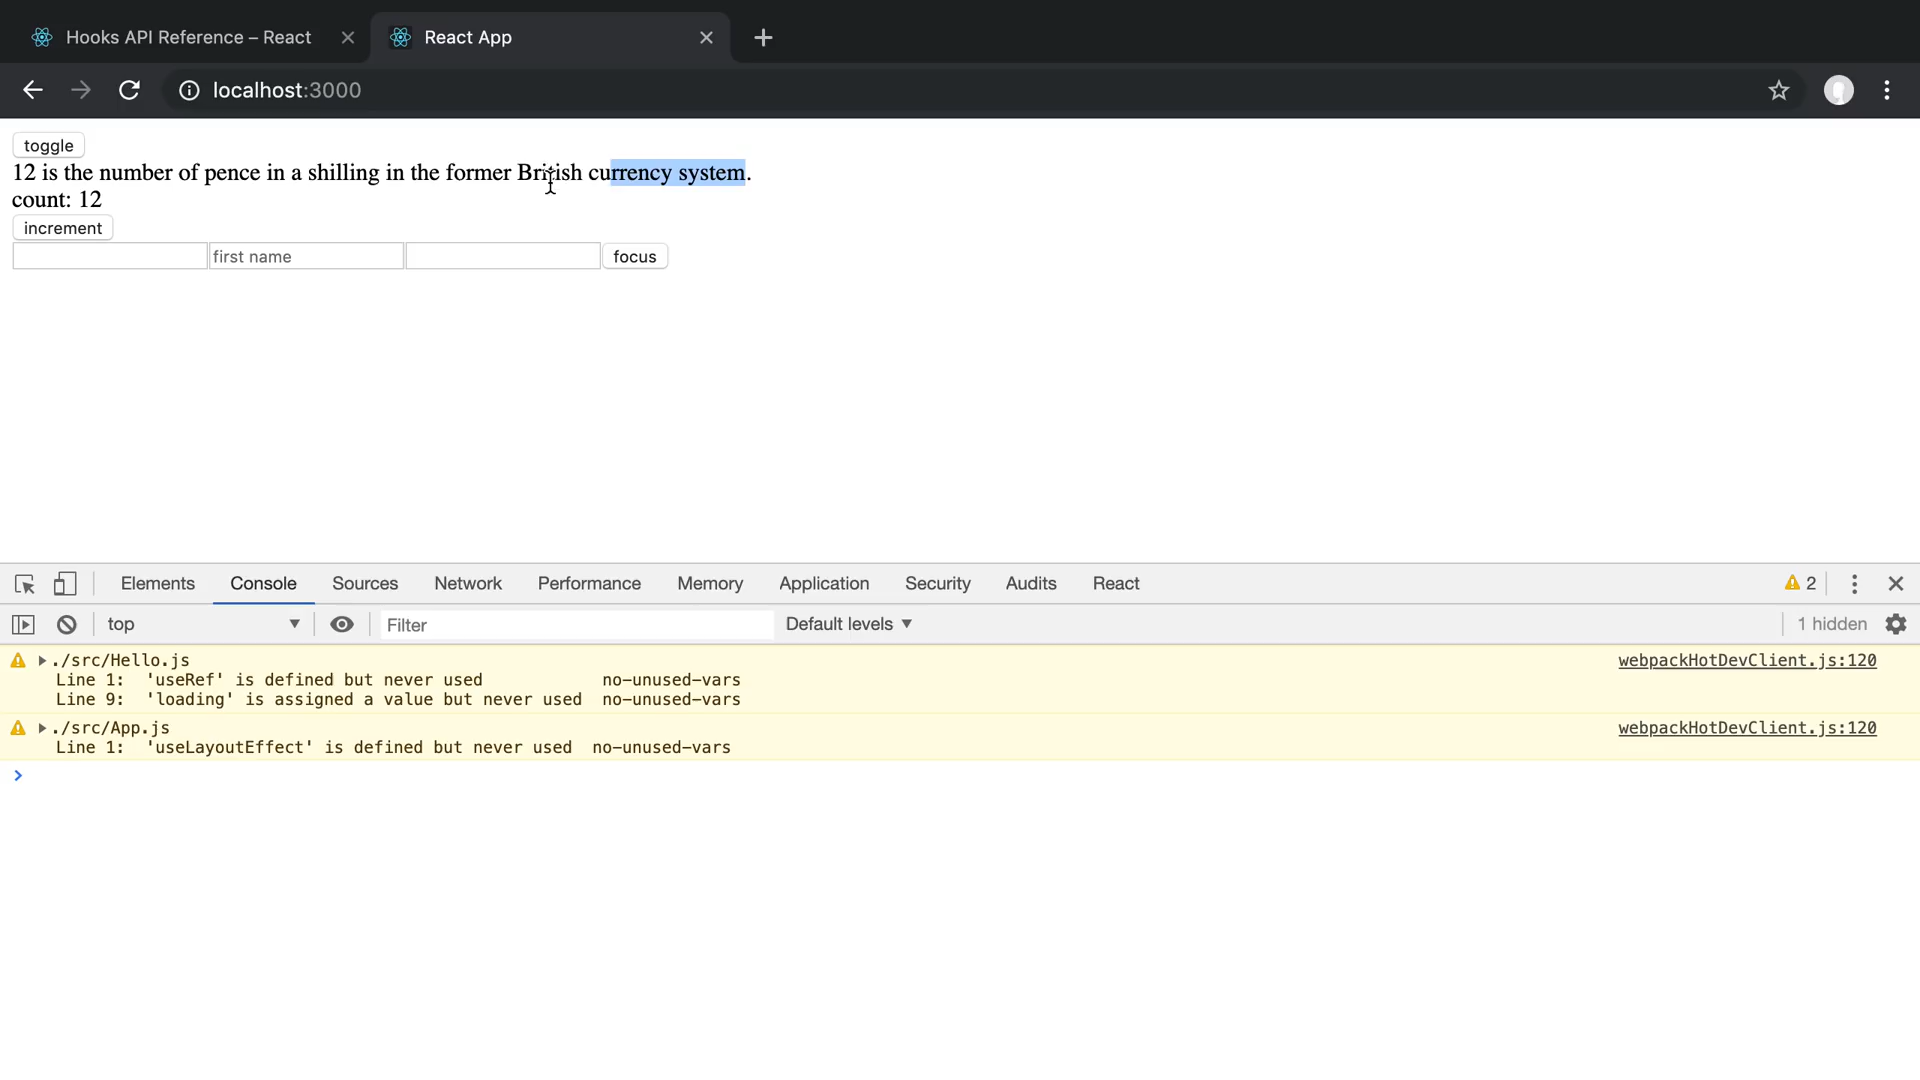 Hooks API Reference – React
React App
localhost:3000
toggle
12 is the number of pence in a shilling in the former British currency system.
count: 12
increment
first name
focus
Elements Console Sources Network Performance Memory Application Security Audits React 2
top Filter Default levels 1 hidden
./src/Hello.js webpackHotDevClient.js:120
Line 1: 'useRef' is defined but never used no-unused-vars
Line 9: 'loading' is assigned a value but never used no-unused-vars
./src/App.js webpackHotDevClient.js:120
Line 1: 'useLayoutEffect' is defined but never used no-unused-vars